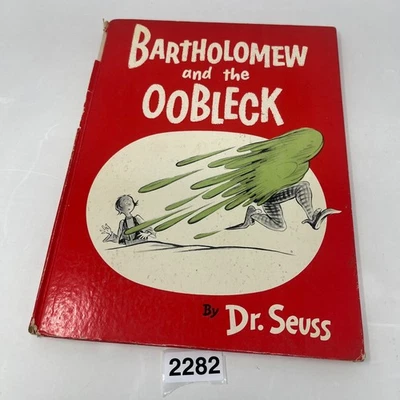 BARTHOLOMEW
and the
OOBLECK
By Dr. Seuss
2282